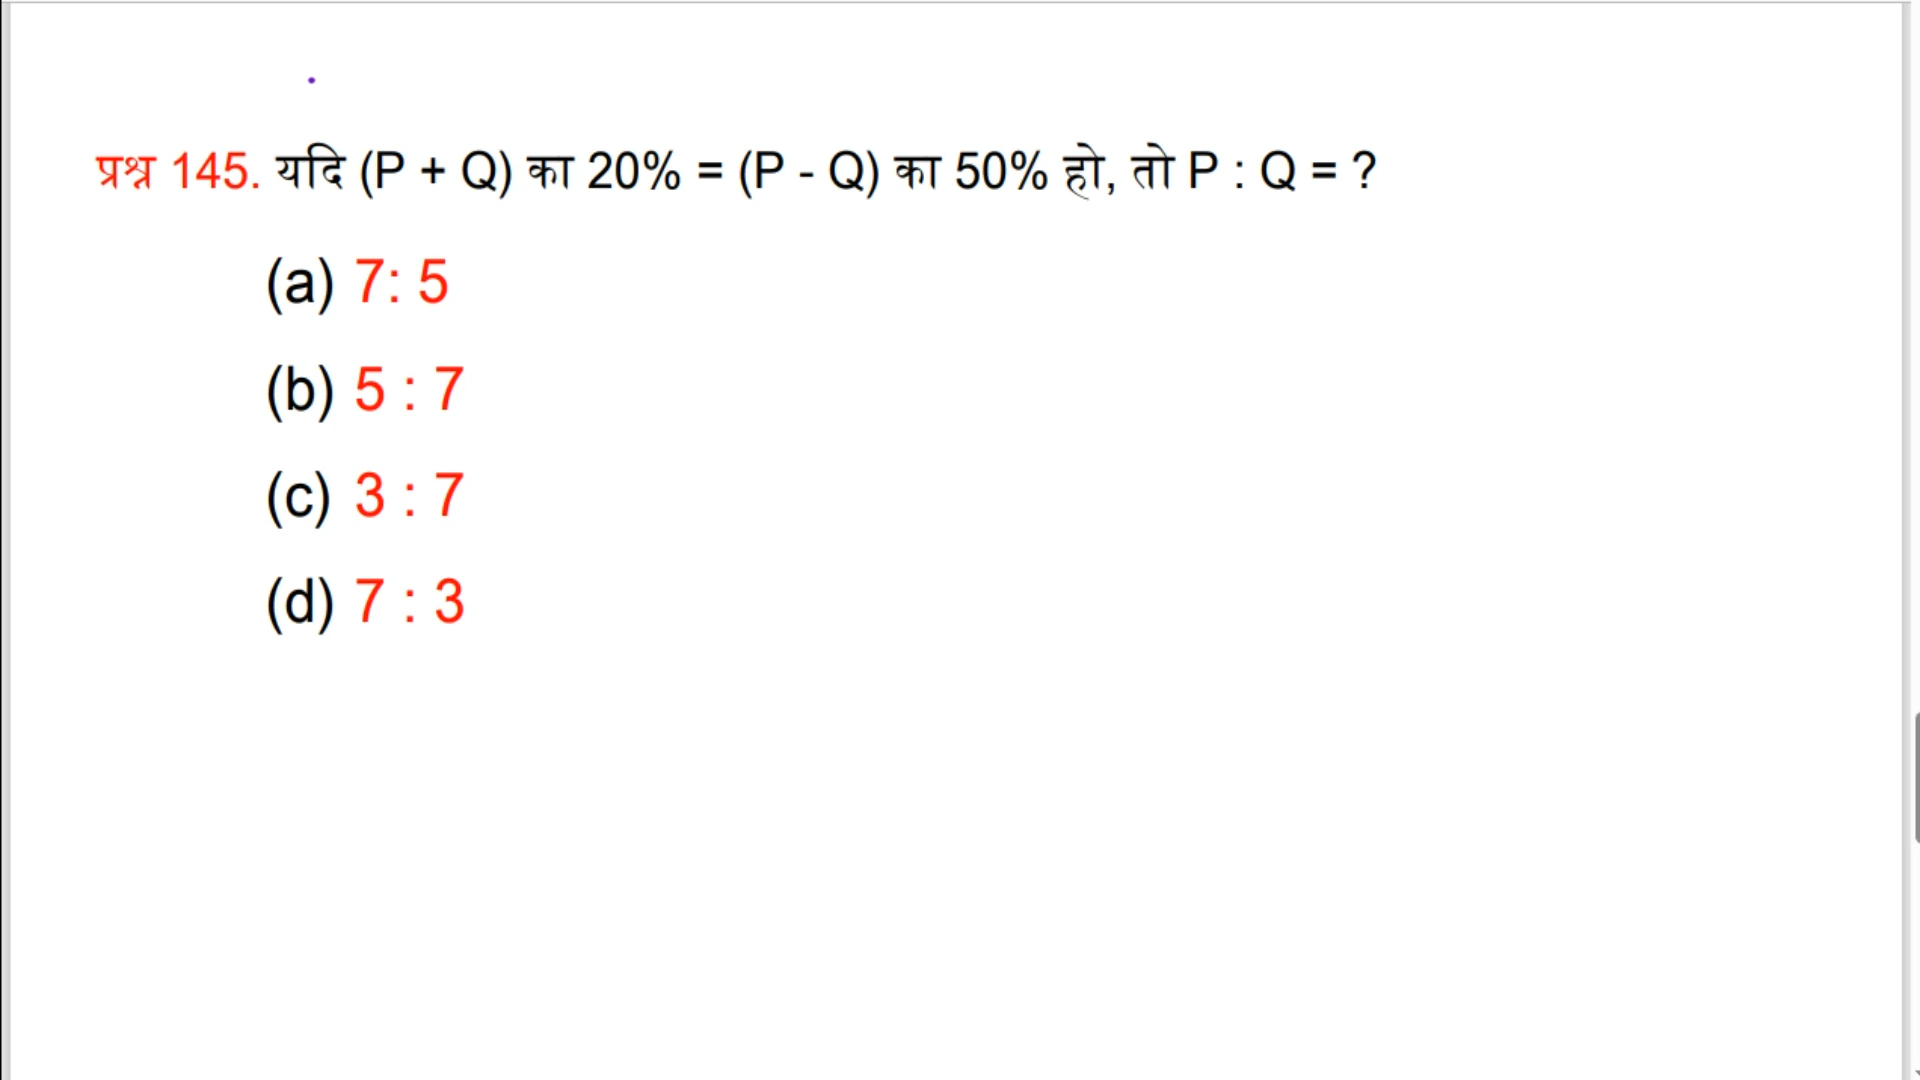 प्रश्न 145. यदि (P + Q) का 20% = (P - Q) का 50% हो, तो P : Q = ?
(a) 7: 5
(b) 5 : 7
(c) 3 : 7
(d) 7 : 3